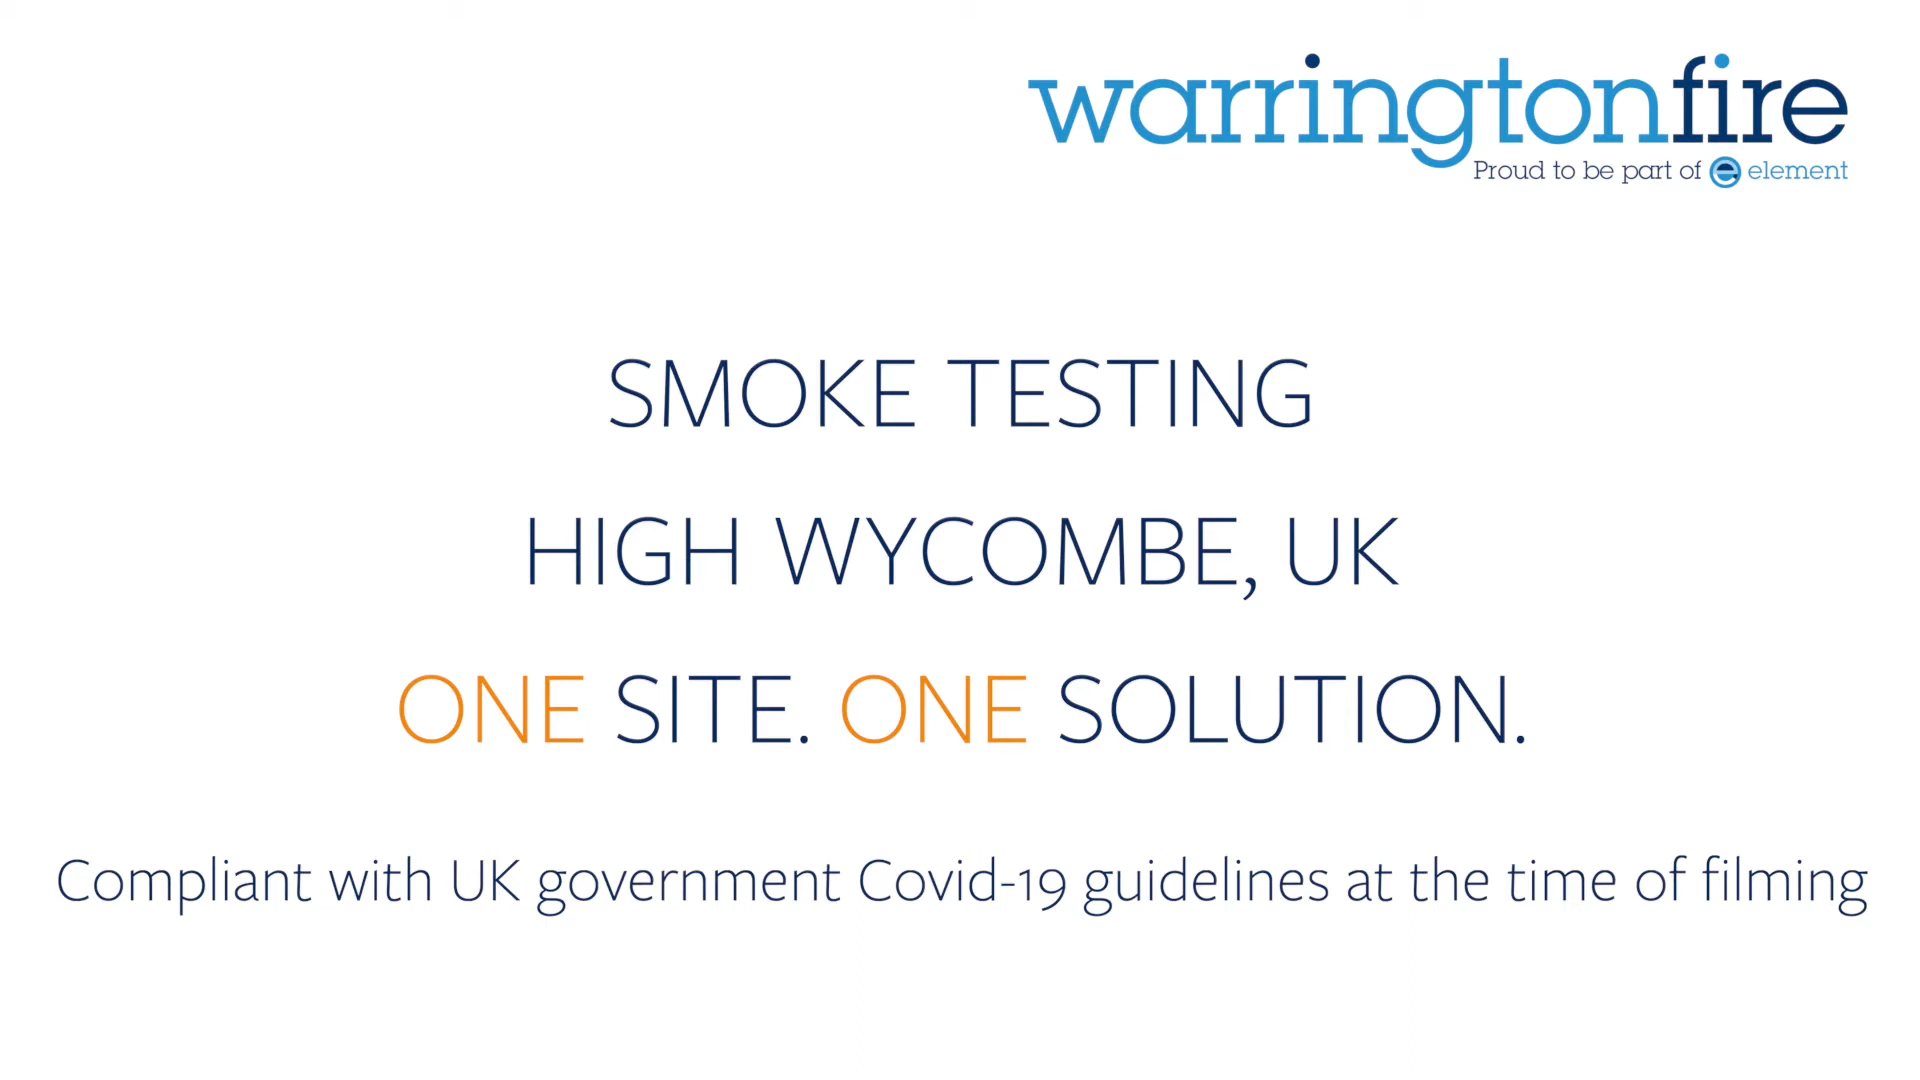 warringtonfire
Proud to be part of element
SMOKE TESTING
HIGH WYCOMBE, UK
ONE SITE. ONE SOLUTION.
Compliant with UK government Covid-19 guidelines at the time of filming